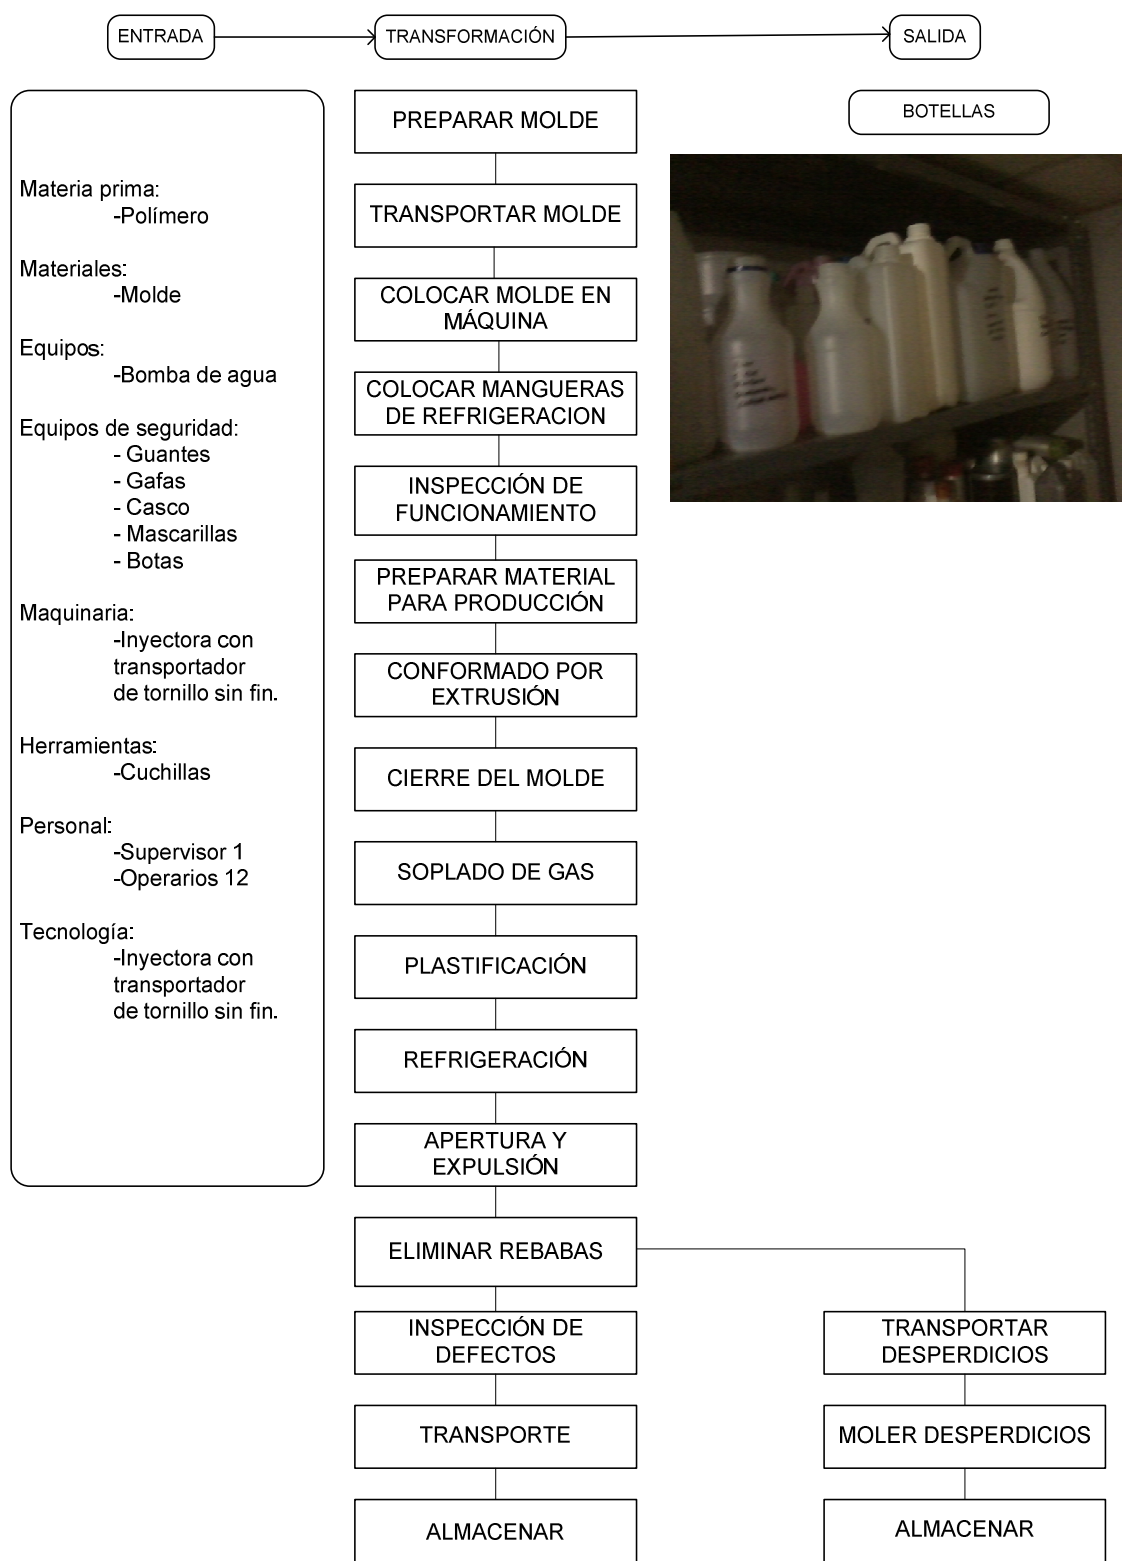 ENTRADA
TRANSFORMACIÓN
SALIDA
Materia prima:
-Polímero
Materiales:
-Molde
Equipos:
-Bomba de agua
Equipos de seguridad:
- Guantes
- Gafas
- Casco
- Mascarillas
- Botas
Maquinaria:
-Inyectora con
transportador
de tornillo sin fin.
Herramientas:
-Cuchillas
Personal:
-Supervisor 1
-Operarios 12
Tecnología:
-Inyectora con
transportador
de tornillo sin fin.
PREPARAR MOLDE
TRANSPORTAR MOLDE
COLOCAR MOLDE EN
MÁQUINA
COLOCAR MANGUERAS
DE REFRIGERACION
INSPECCIÓN DE
FUNCIONAMIENTO
PREPARAR MATERIAL
PARA PRODUCCIÓN
CONFORMADO POR
EXTRUSIÓN
CIERRE DEL MOLDE
SOPLADO DE GAS
PLASTIFICACIÓN
REFRIGERACIÓN
APERTURA Y
EXPULSIÓN
ELIMINAR REBABAS
INSPECCIÓN DE
DEFECTOS
TRANSPORTE
ALMACENAR
BOTELLAS
TRANSPORTAR
DESPERDICIOS
MOLER DESPERDICIOS
ALMACENAR